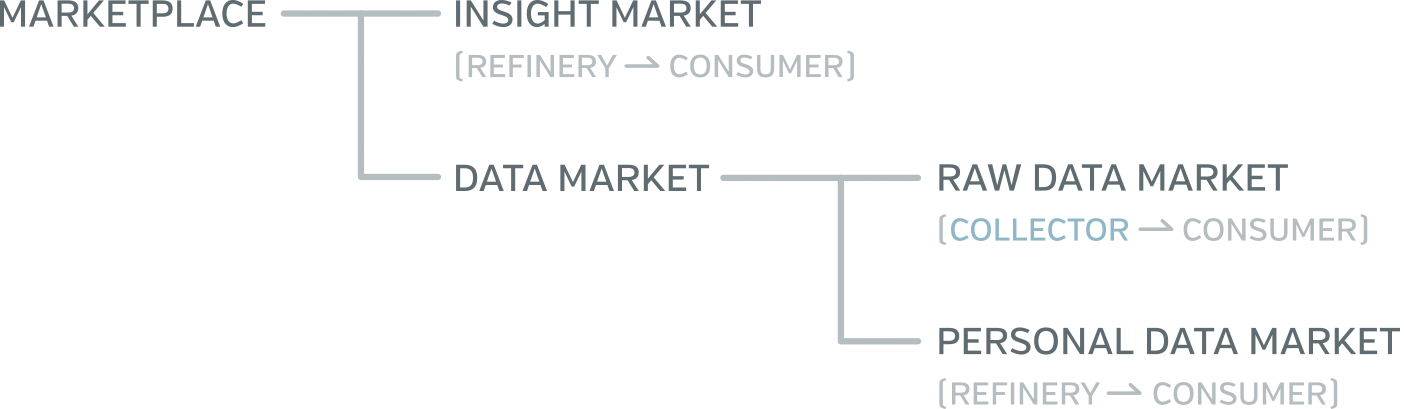 MARKETPLACE
INSIGHT MARKET
(REFINERY ⇀ CONSUMER)
DATA MARKET
RAW DATA MARKET
(COLLECTOR ⇀ CONSUMER)
PERSONAL DATA MARKET
(REFINERY ⇀ CONSUMER)